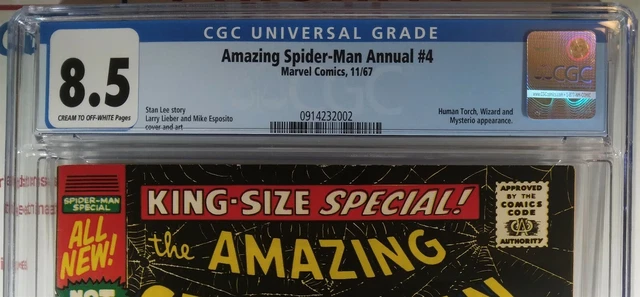 CGC UNIVERSAL GRADE
Amazing Spider-Man Annual #4
Marvel Comics, 11/67
8.5
CREAM TO OFF-WHITE Pages
Stan Lee story
Larry Lieber and Mike Esposito
cover and art
0914232002
Human Torch, Wizard and
Mysterio appearance.
CGC
SPIDER-MAN
SPECIAL
ALL
NEW!
NOT
KING-SIZE SPECIAL!
the AMAZING
APPROVED
BY THE
COMICS
CODE
AUTHORITY